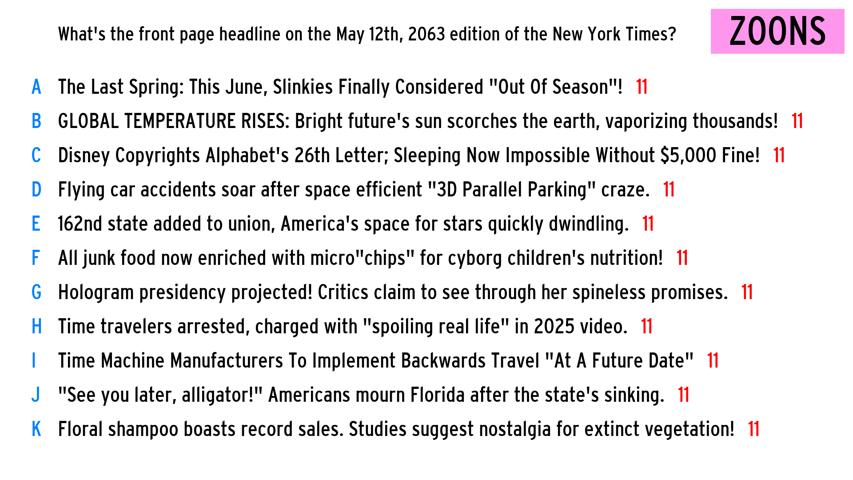 What's the front page headline on the May 12th, 2063 edition of the New York Times?
ZOONS
A The Last Spring: This June, Slinkies Finally Considered "Out Of Season"! 11
B GLOBAL TEMPERATURE RISES: Bright future's sun scorches the earth, vaporizing thousands! 11
C Disney Copyrights Alphabet's 26th Letter; Sleeping Now Impossible Without $5,000 Fine! 11
D Flying car accidents soar after space efficient "3D Parallel Parking" craze. 11
E 162nd state added to union, America's space for stars quickly dwindling. 11
F All junk food now enriched with micro"chips" for cyborg children's nutrition! 11
G Hologram presidency projected! Critics claim to see through her spineless promises. 11
H Time travelers arrested, charged with "spoiling real life" in 2025 video. 11
I Time Machine Manufacturers To Implement Backwards Travel "At A Future Date" 11
J "See you later, alligator!" Americans mourn Florida after the state's sinking. 11
K Floral shampoo boasts record sales. Studies suggest nostalgia for extinct vegetation! 11